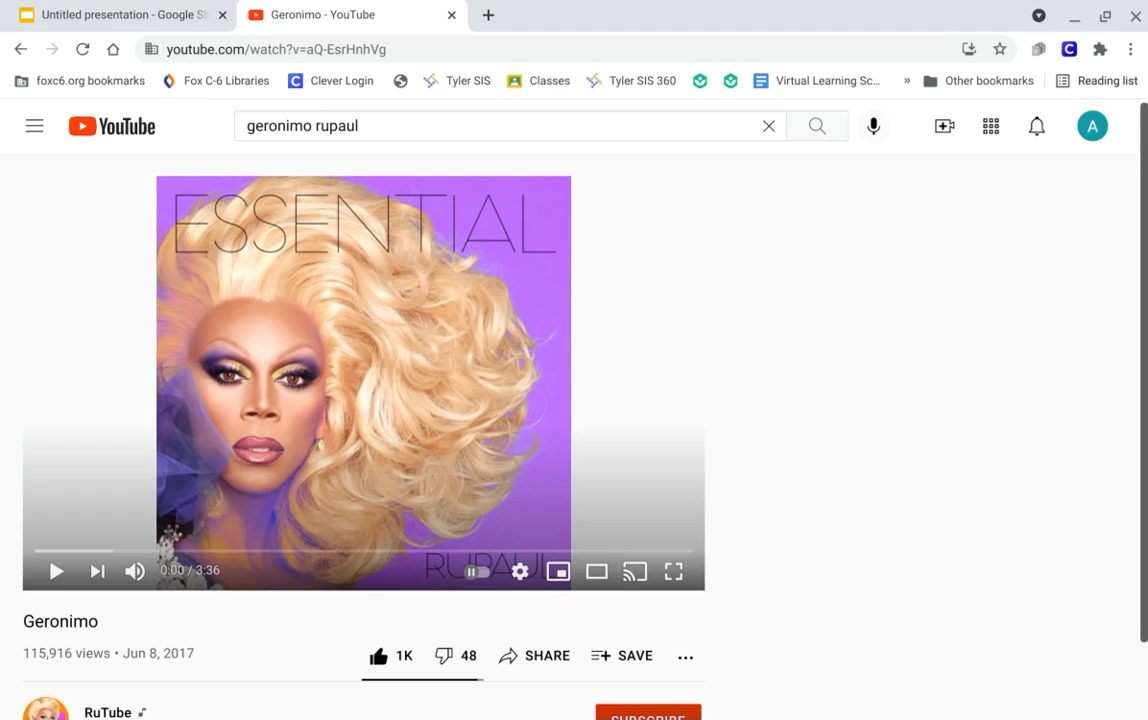 Untitled presentation - Google Sl
Geronimo - YouTube
youtube.com/watch?v=aQ-EsrHnhVg
foxc6.org bookmarks
Fox C-6 Libraries
C Clever Login
Tyler SIS
Classes
Tyler SIS 360
Virtual Learning Sc...
»
Other bookmarks
Reading list
YouTube
geronimo rupaul
A
ESSENTIAL
RUPAUL
0:00 / 3:36
Geronimo
115,916 views • Jun 8, 2017
1K
48
SHARE
SAVE
RuTube
SUBSCRIBE